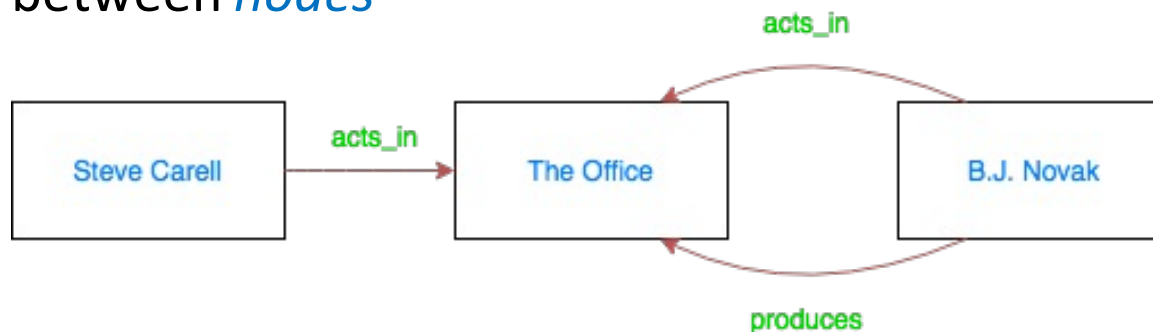 between nodes
acts_in
acts_in
Steve Carell
The Office
B.J. Novak
produces